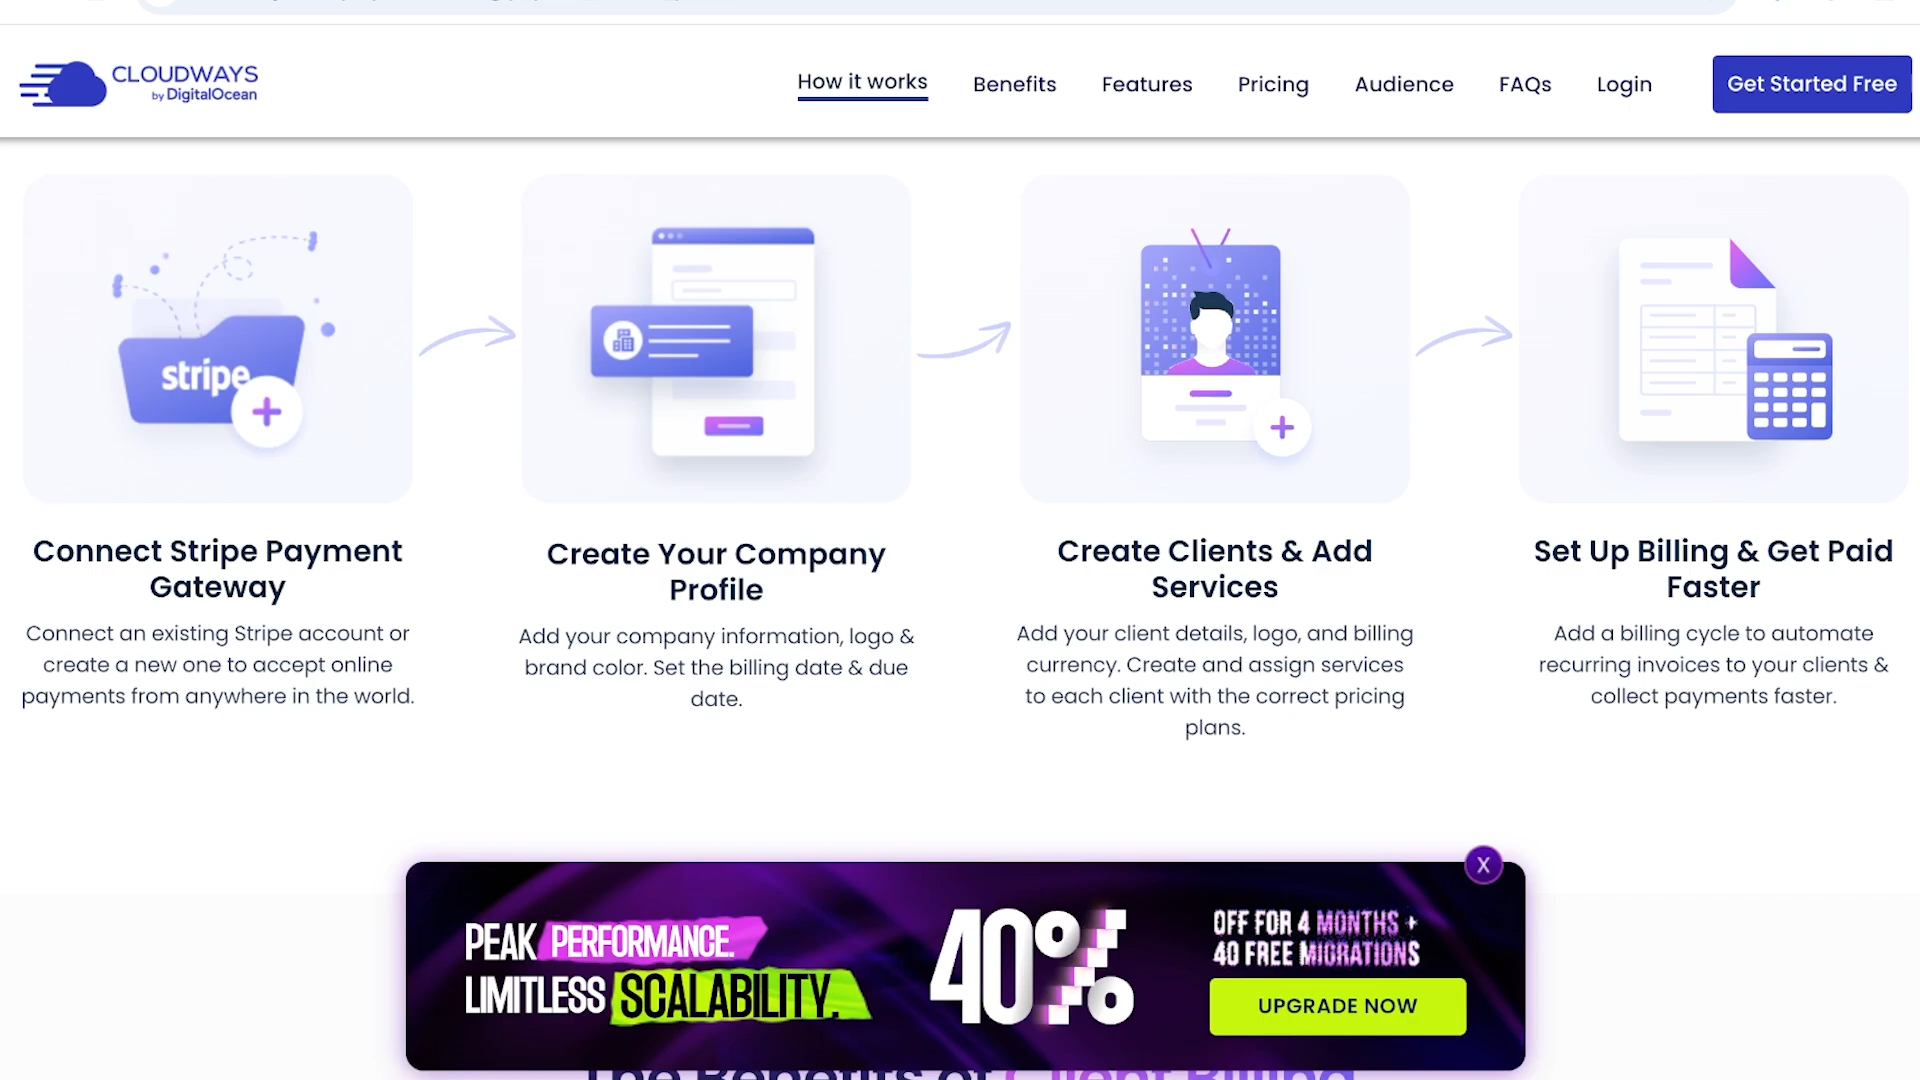 CLOUDWAYS
by DigitalOcean
How it works
Benefits
Features
Pricing
Audience
FAQs
Login
Get Started Free
stripe
Connect Stripe Payment
Gateway
Connect an existing Stripe account or
create a new one to accept online
payments from anywhere in the world.
Create Your Company
Profile
Add your company information, logo &
brand color. Set the billing date & due
date.
Create Clients & Add
Services
Add your client details, logo, and billing
currency. Create and assign services
to each client with the correct pricing
plans.
Set Up Billing & Get Paid
Faster
Add a billing cycle to automate
recurring invoices to your clients &
collect payments faster.
X
PEAK PERFORMANCE.
LIMITLESS SCALABILITY.
40%
OFF FOR 4 MONTHS +
40 FREE MIGRATIONS
UPGRADE NOW
The Benefits of Client Billing